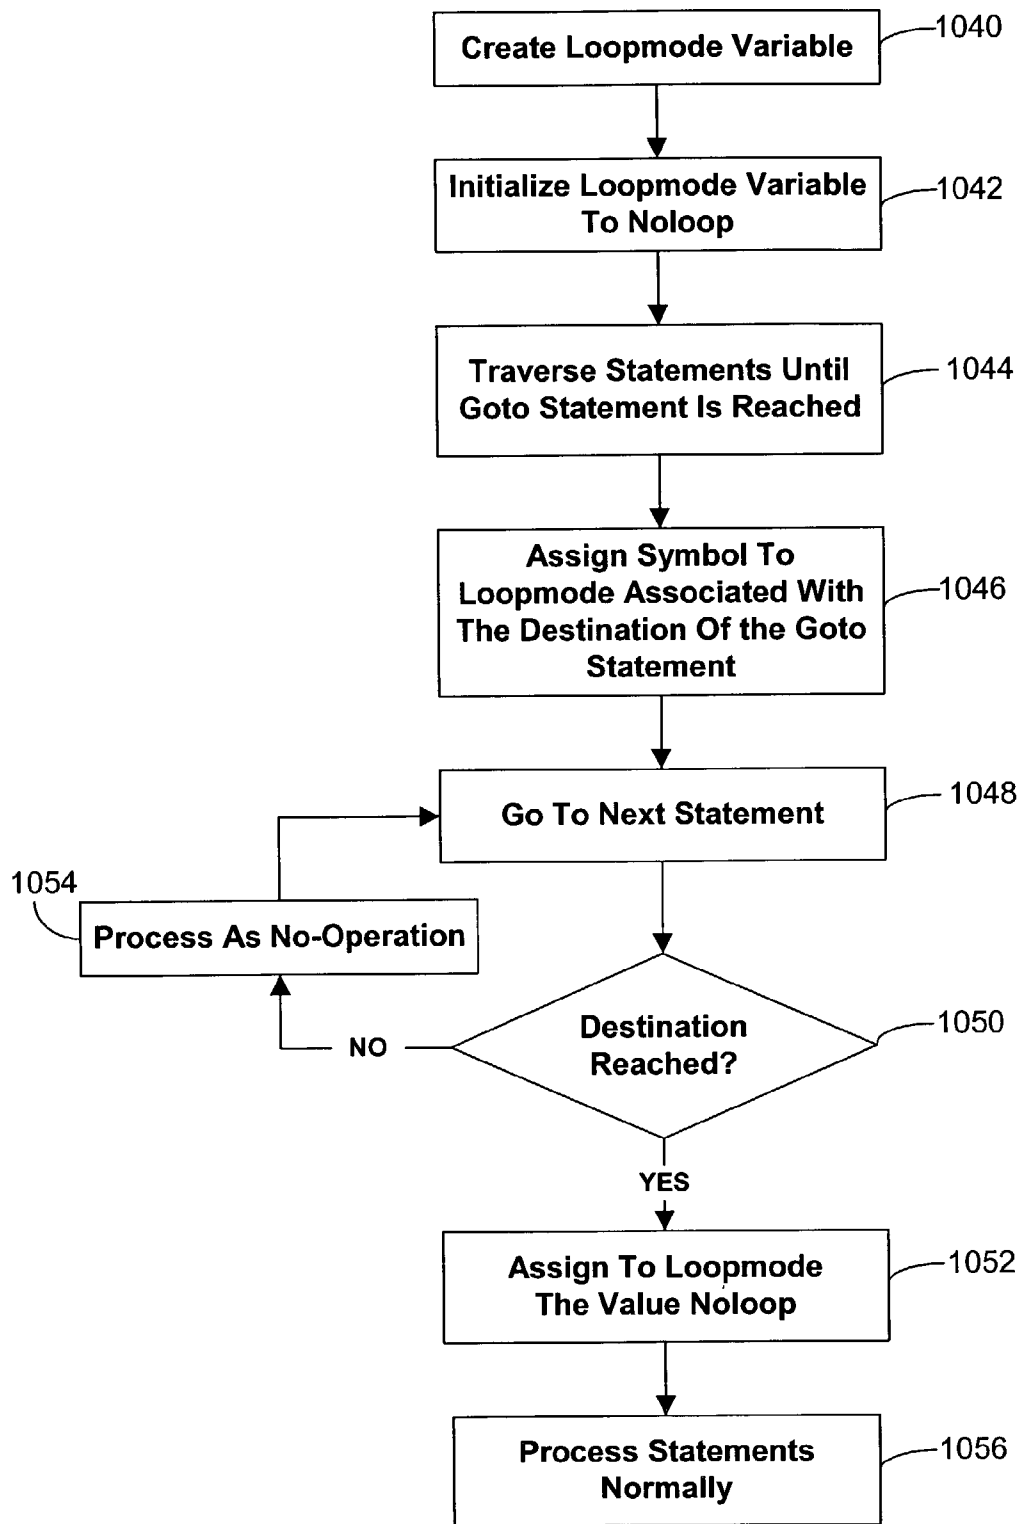 Create Loopmode Variable
1040
Initialize Loopmode Variable
To Noloop
1042
Traverse Statements Until
Goto Statement Is Reached
1044
Assign Symbol To
Loopmode Associated With
The Destination Of the Goto
Statement
1046
Go To Next Statement
1048
1054
Process As No-Operation
Destination
Reached?
1050
NO
YES
Assign To Loopmode
The Value Noloop
1052
Process Statements
Normally
1056